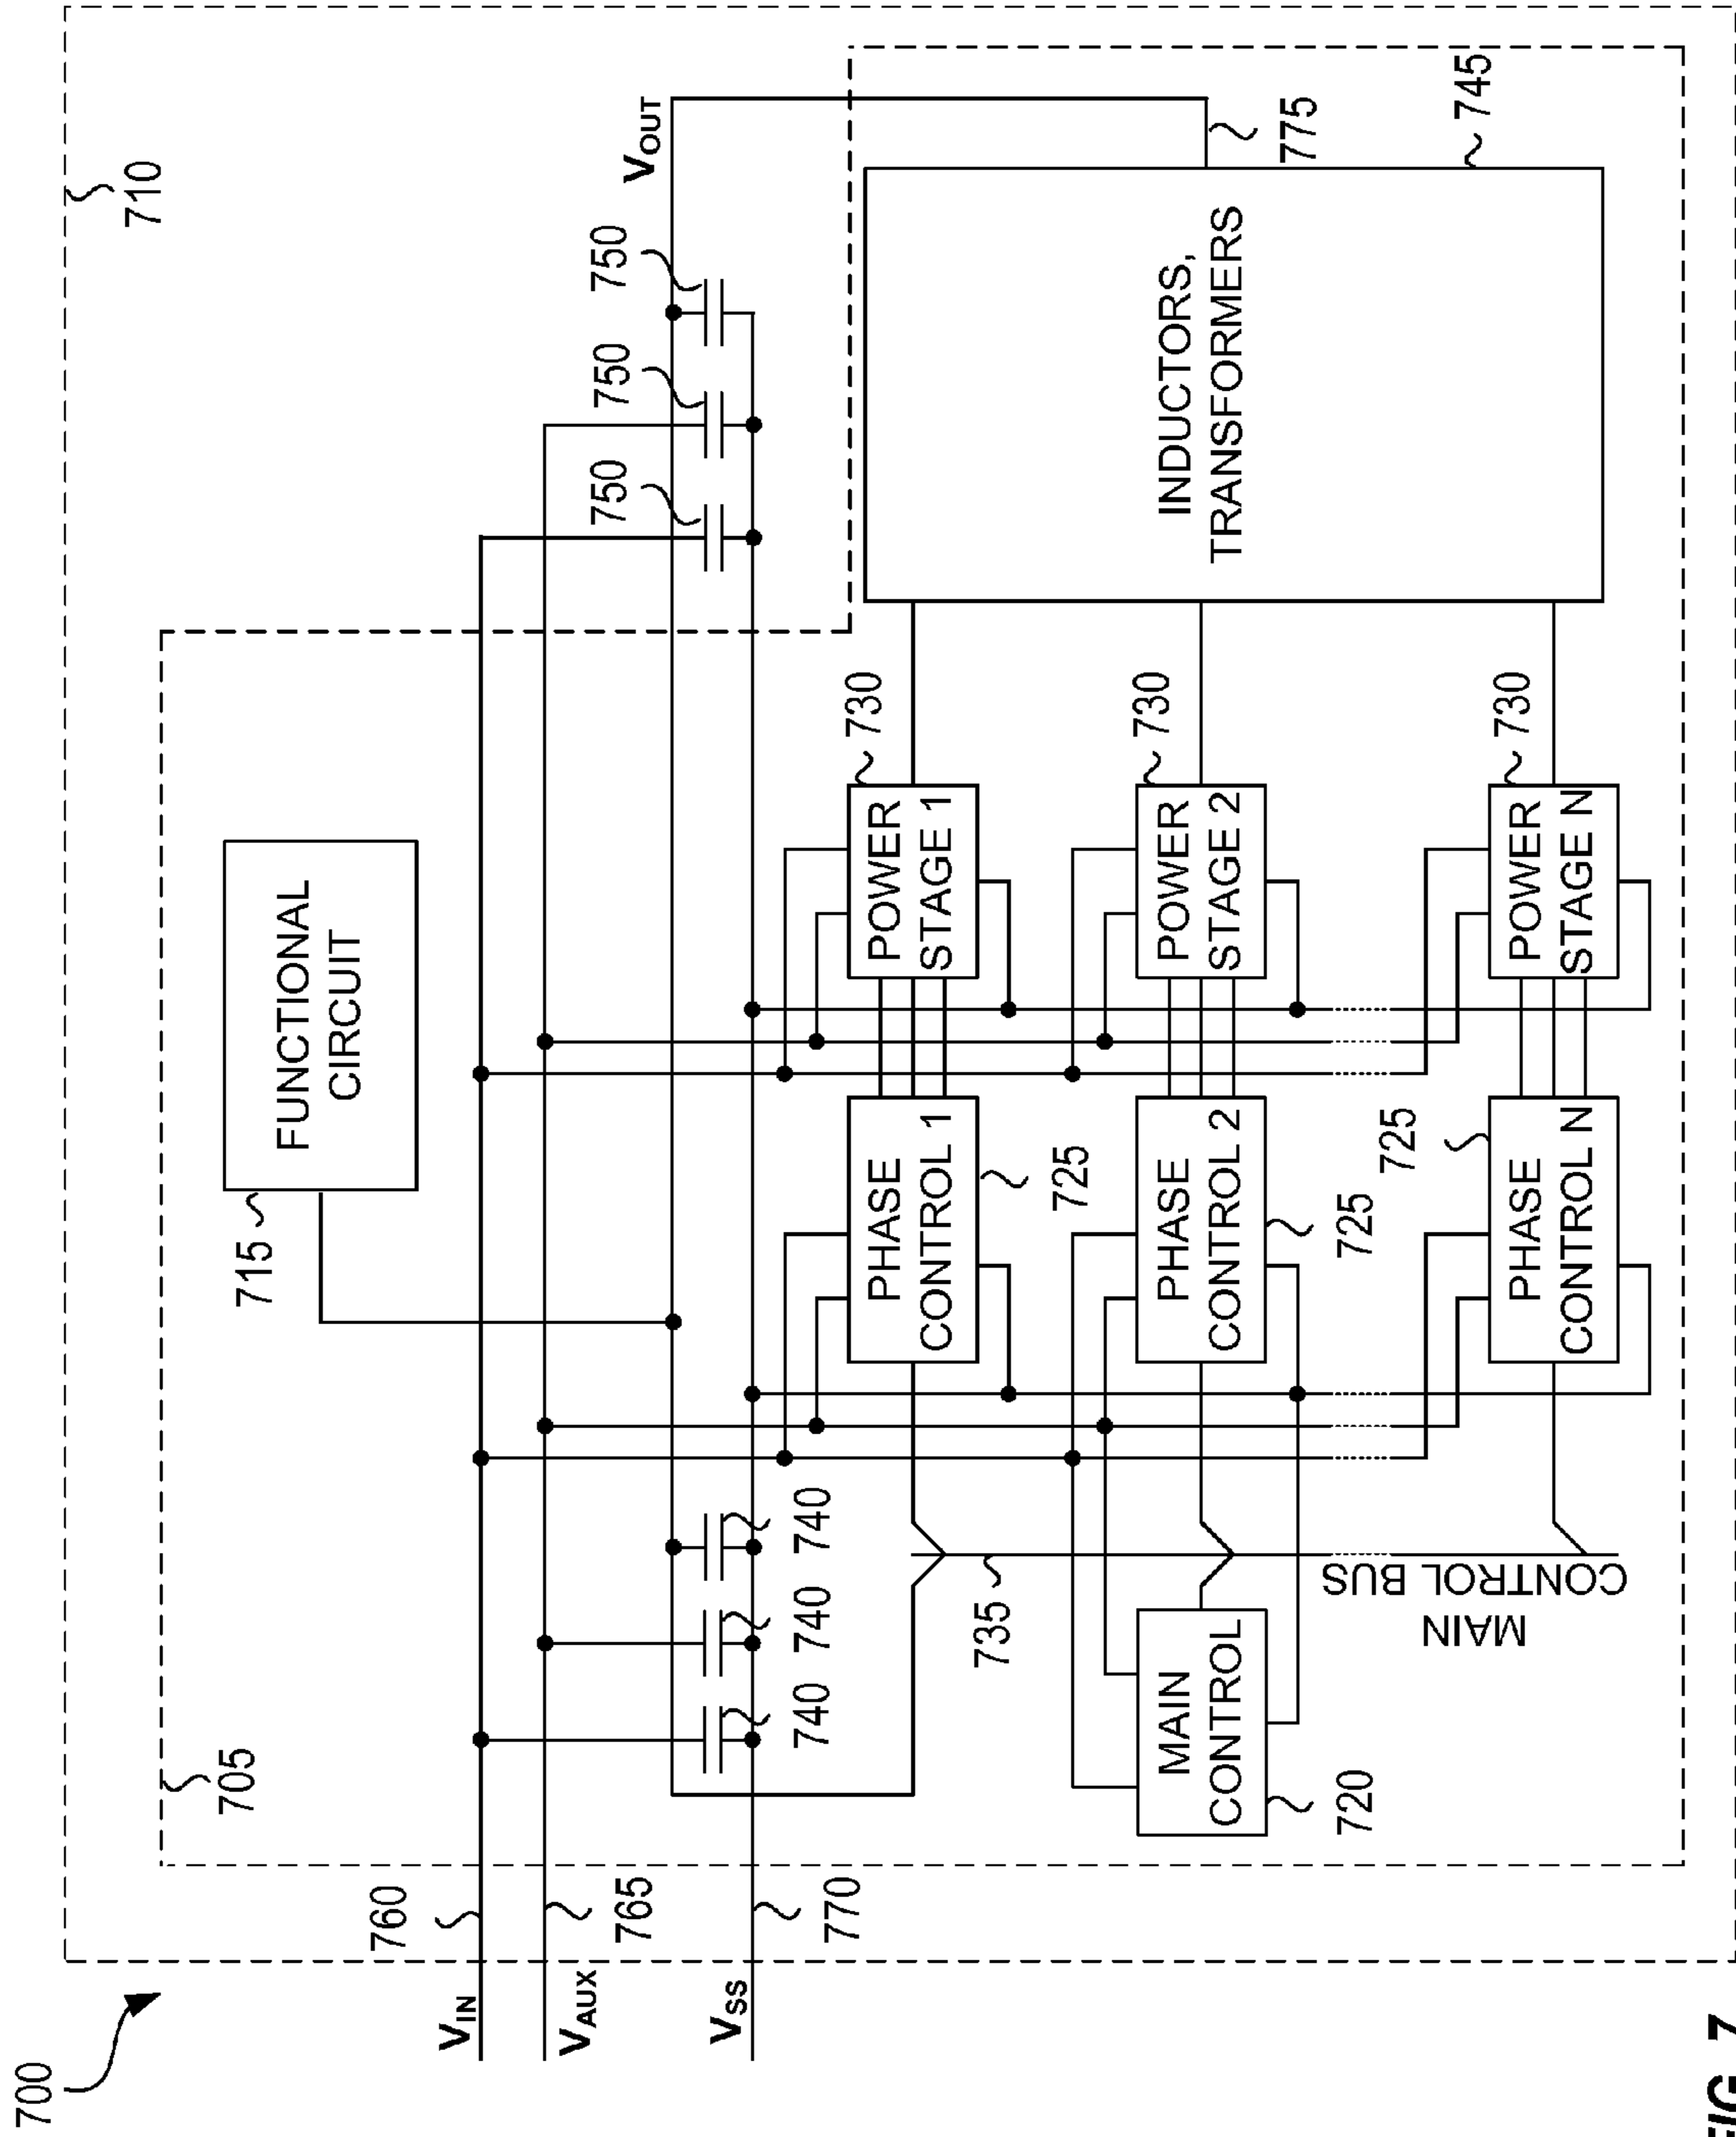 700
710
705
V_IN
760
V_AUX
765
V_SS
770
715
FUNCTIONAL
CIRCUIT
V_OUT
740
740
740
750
750
750
735
PHASE
CONTROL 1
725
POWER
STAGE 1
730
775
MAIN
CONTROL
720
PHASE
CONTROL 2
725
POWER
STAGE 2
730
INDUCTORS,
TRANSFORMERS
745
MAIN
CONTROL BUS
PHASE
CONTROL N
725
POWER
STAGE N
730
FIG. 7